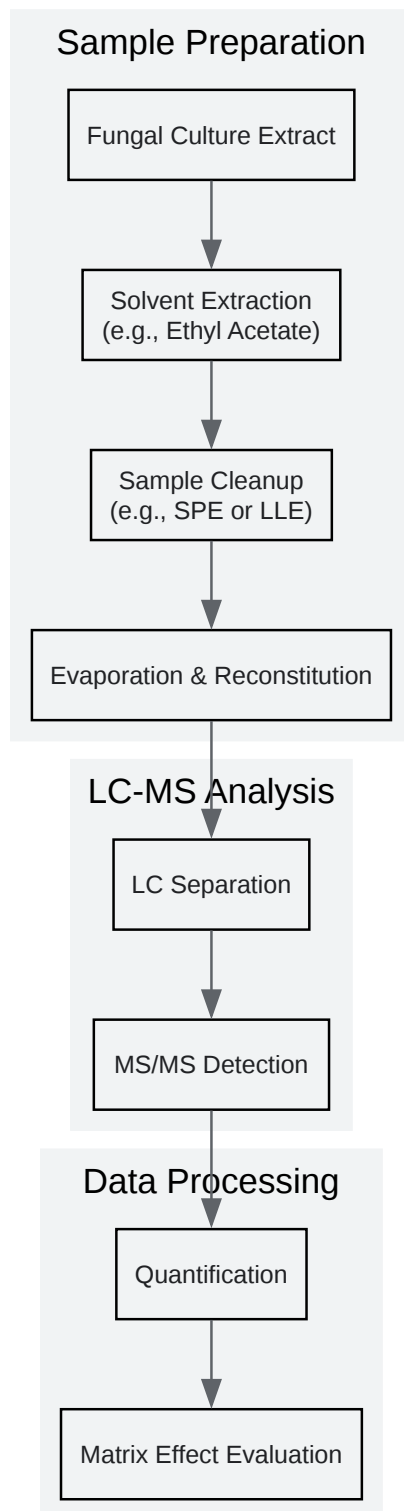 Sample Preparation
Fungal Culture Extract
Solvent Extraction
(e.g., Ethyl Acetate)
Sample Cleanup
(e.g., SPE or LLE)
Evaporation & Reconstitution
LC-MS Analysis
LC Separation
MS/MS Detection
Data Processing
Quantification
Matrix Effect Evaluation